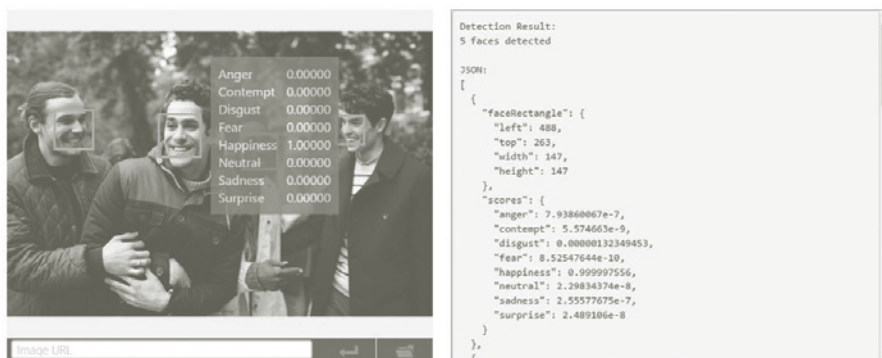 Anger 0.00000
Contempt 0.00000
Disgust 0.00000
Fear 0.00000
Happiness 1.00000
Neutral 0.00000
Sadness 0.00000
Surprise 0.00000
Image URL
Detection Result:
5 faces detected
JSON:
[
{
"faceRectangle": {
"left": 488,
"top": 263,
"width": 147,
"height": 147
},
"scores": {
"anger": 7.93860067e-7,
"contempt": 5.574663e-9,
"disgust": 0.00000132349453,
"fear": 8.52547644e-10,
"happiness": 0.999997556,
"neutral": 2.29834374e-8,
"sadness": 2.55577675e-7,
"surprise": 2.489106e-8
}
},
{